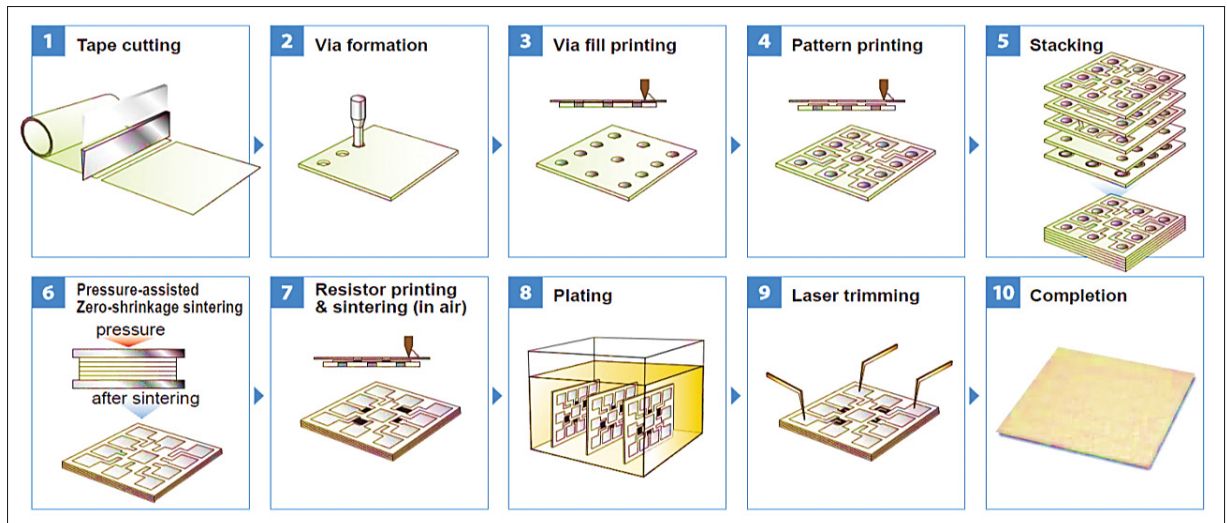 1 Tape cutting
2 Via formation
3 Via fill printing
4 Pattern printing
5 Stacking
6 Pressure-assisted
Zero-shrinkage sintering
pressure
after sintering
7 Resistor printing
& sintering (in air)
8 Plating
9 Laser trimming
10 Completion